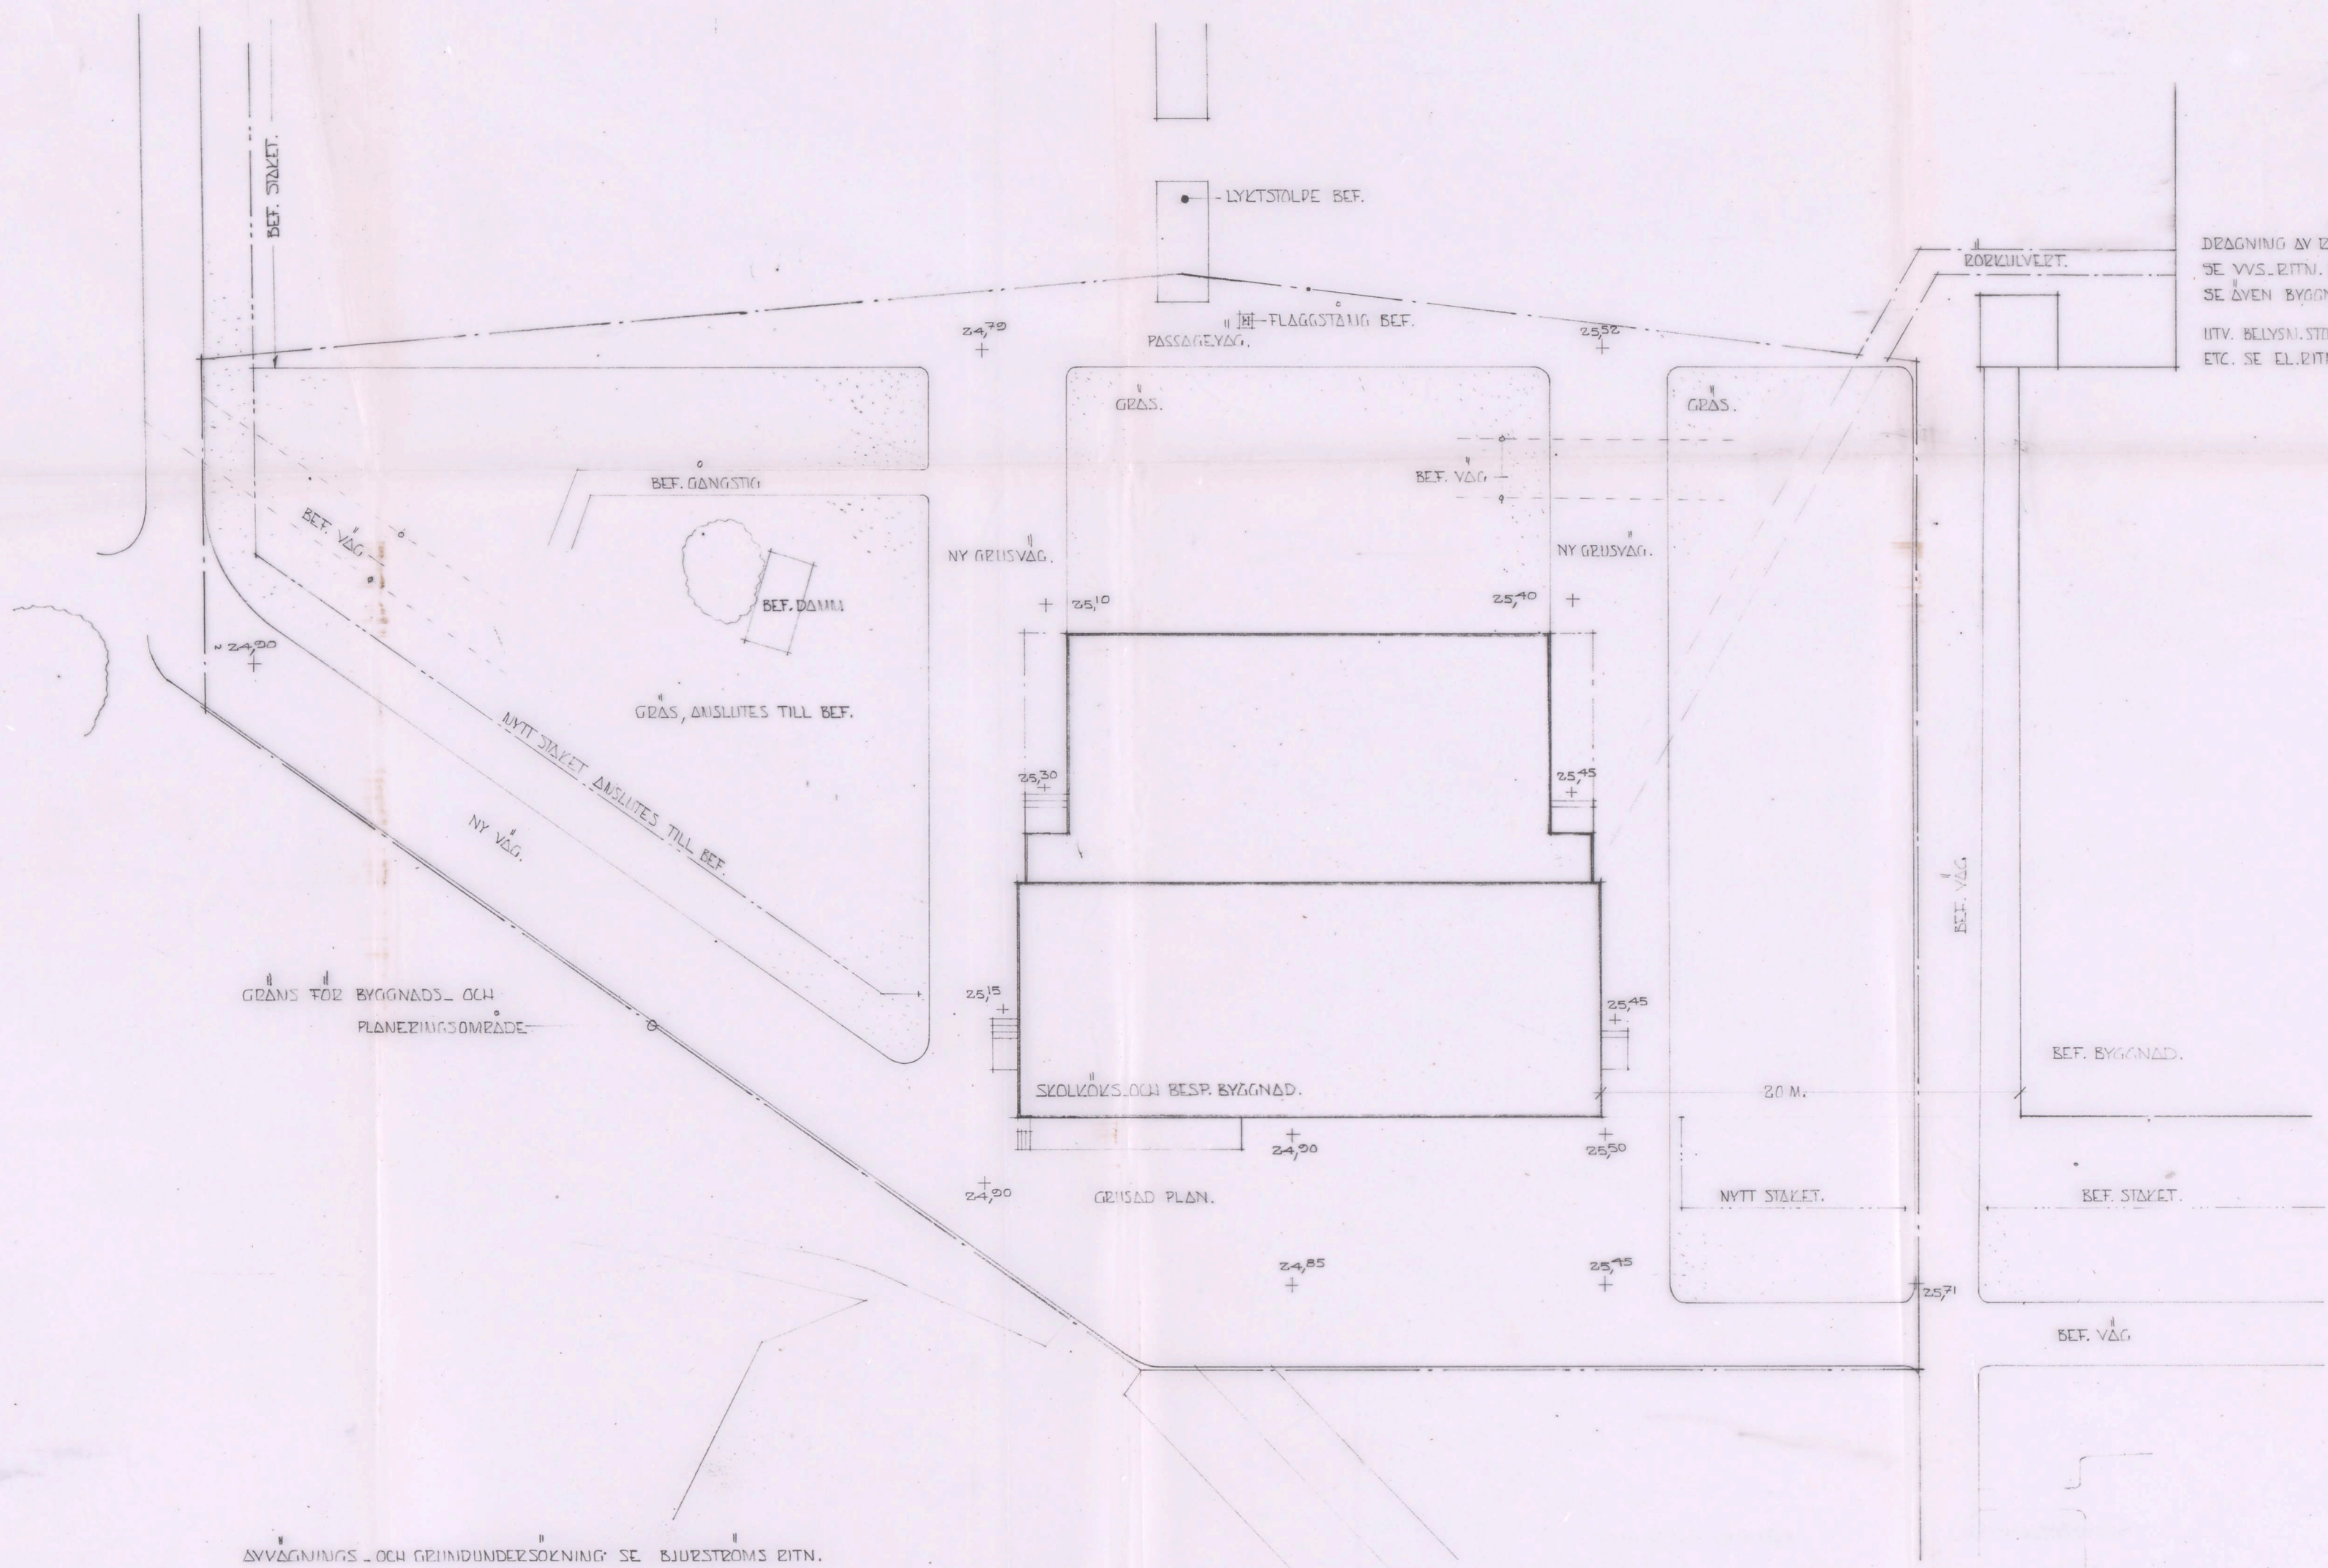 BEF. STAKET.
LYKTSTOLPE BEF.
DRAGNING AV
SE VVS-RITN.
SE ÄVEN
UTV. BELYSN.
ETC. SE EL.
RÖRKULVERT.
FLAGGSTÅNG BEF.
PASSAGEVÄG.
24,79
25,52
GRÄS.
GRÄS.
BEF. GÅNGSTIG
BEF. VÄG
BEF. VÄG
NY GRUSVÄG.
NY GRUSVÄG.
BEF. DAMM
25,10
25,40
~ 24,90
GRÄS, ANSLUTES TILL BEF.
NYTT STAKET ANSLUTES TILL BEF.
NY VÄG.
25,30
25,45
BEF. VÄG
GRÄNS FÖR BYGGNADS- OCH
PLANERINGSOMRÅDE
25,15
25,45
BEF. BYGGNAD.
SKOLKÖKS- OCH BESP. BYGGNAD.
20 M.
24,90
25,50
24,90
GRUSAD PLAN.
NYTT STAKET.
BEF. STAKET.
24,85
25,45
25,71
BEF. VÄG
AVVÄGNINGS- OCH GRUNDUNDERSÖKNING SE BJURSTRÖMS RITN.